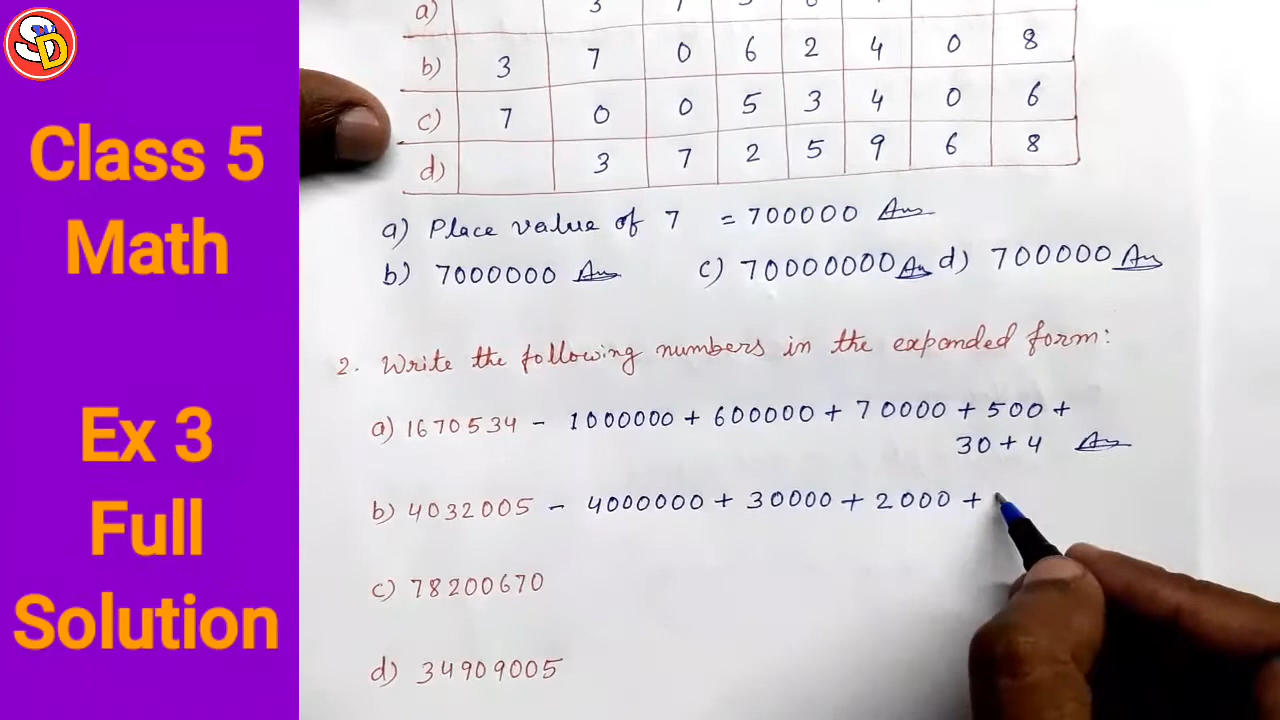 SD
Class 5
Math
Ex 3
Full
Solution
a) 3
b) 3 7 0 6 2 4 0 8
c) 7 0 0 5 3 4 0 6
d) 3 7 2 5 9 6 8
a) Place value of 7 = 700000 Ans
b) 7000000 Ans c) 70000000 Ans d) 700000 Ans
2. Write the following numbers in the expanded form:
a) 1670534 - 1000000 + 600000 + 70000 + 500 +
30 + 4 Ans
b) 4032005 - 4000000 + 30000 + 2000 +
c) 78200670
d) 34909005